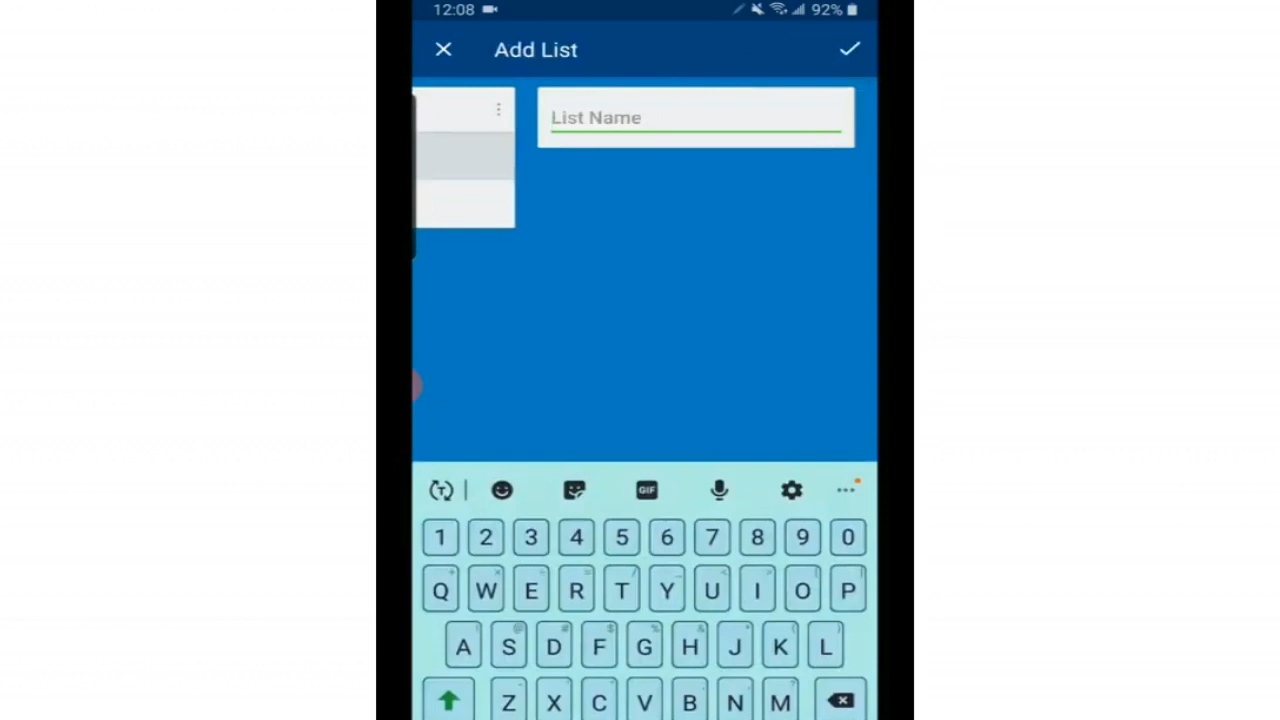 12:08 92%
Add List
List Name
GIF
1 2 3 4 5 6 7 8 9 0
Q W E R T Y U I O P
A S D F G H J K L
Z X C V B N M